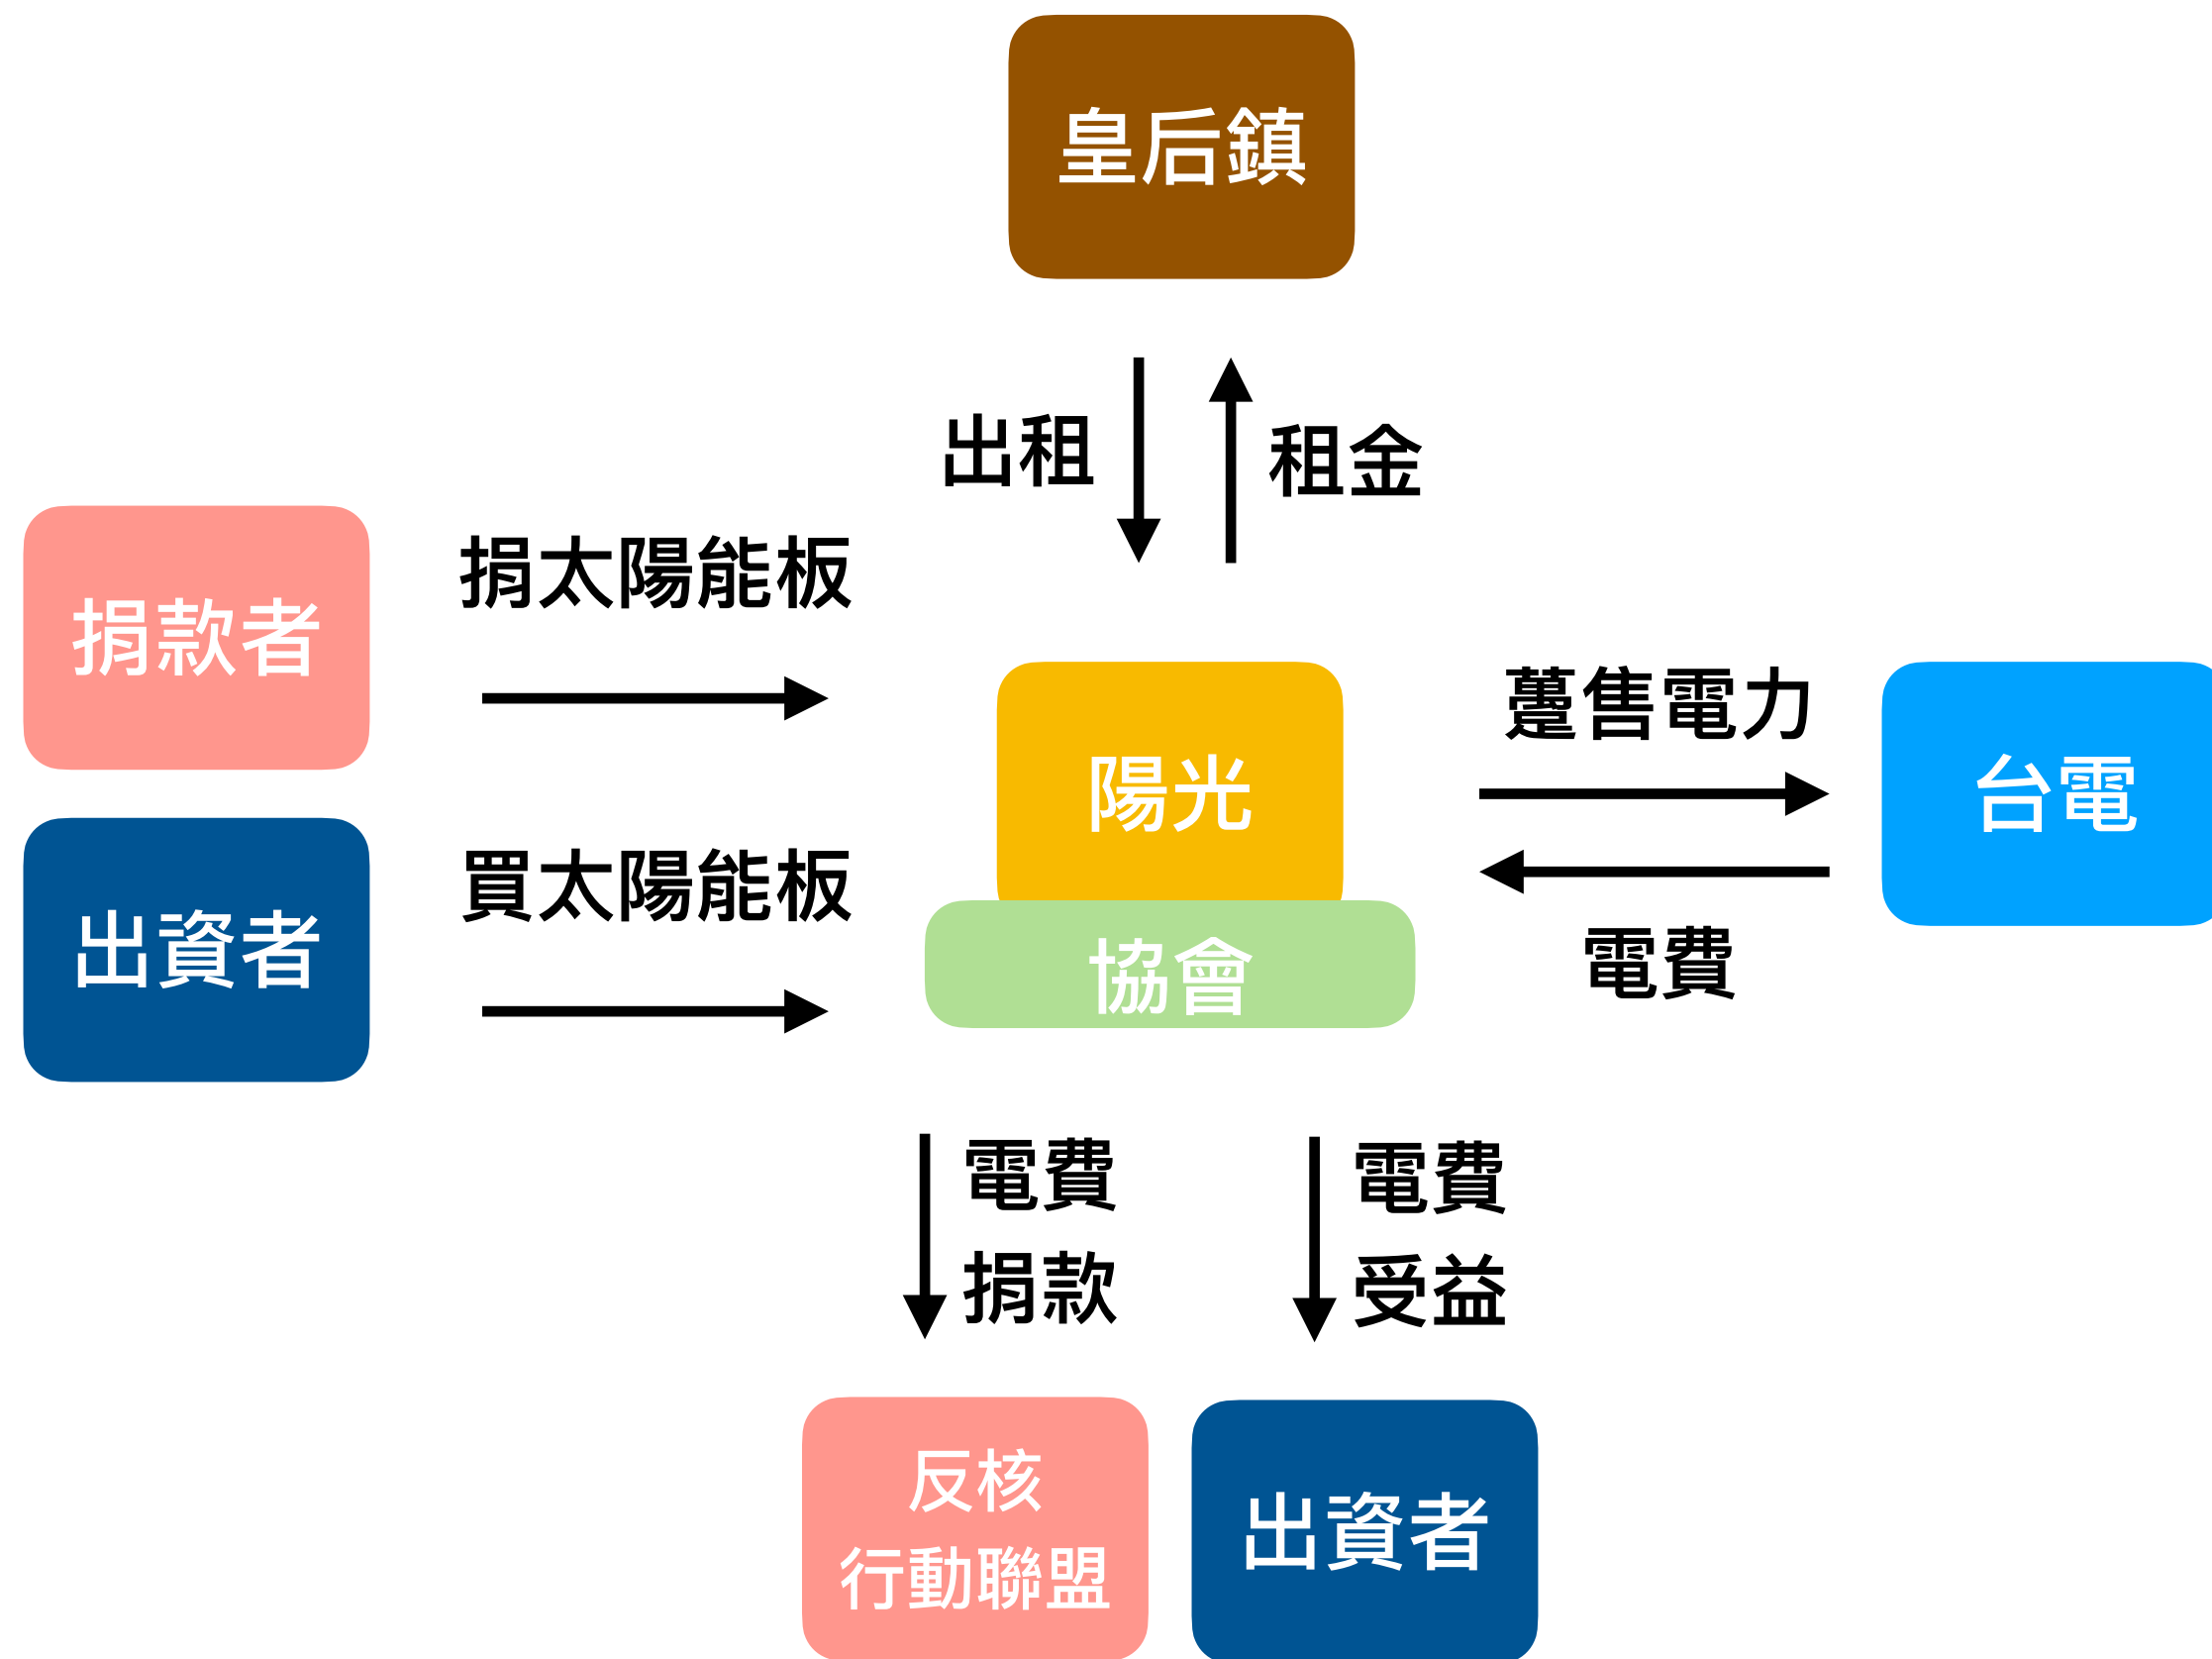 皇后鎮
出租
租金
捐太陽能板
捐款者
陽光
躉售電力
台電
買太陽能板
出資者
協會
電費
電費
捐款
電費
受益
反核
行動聯盟
出資者